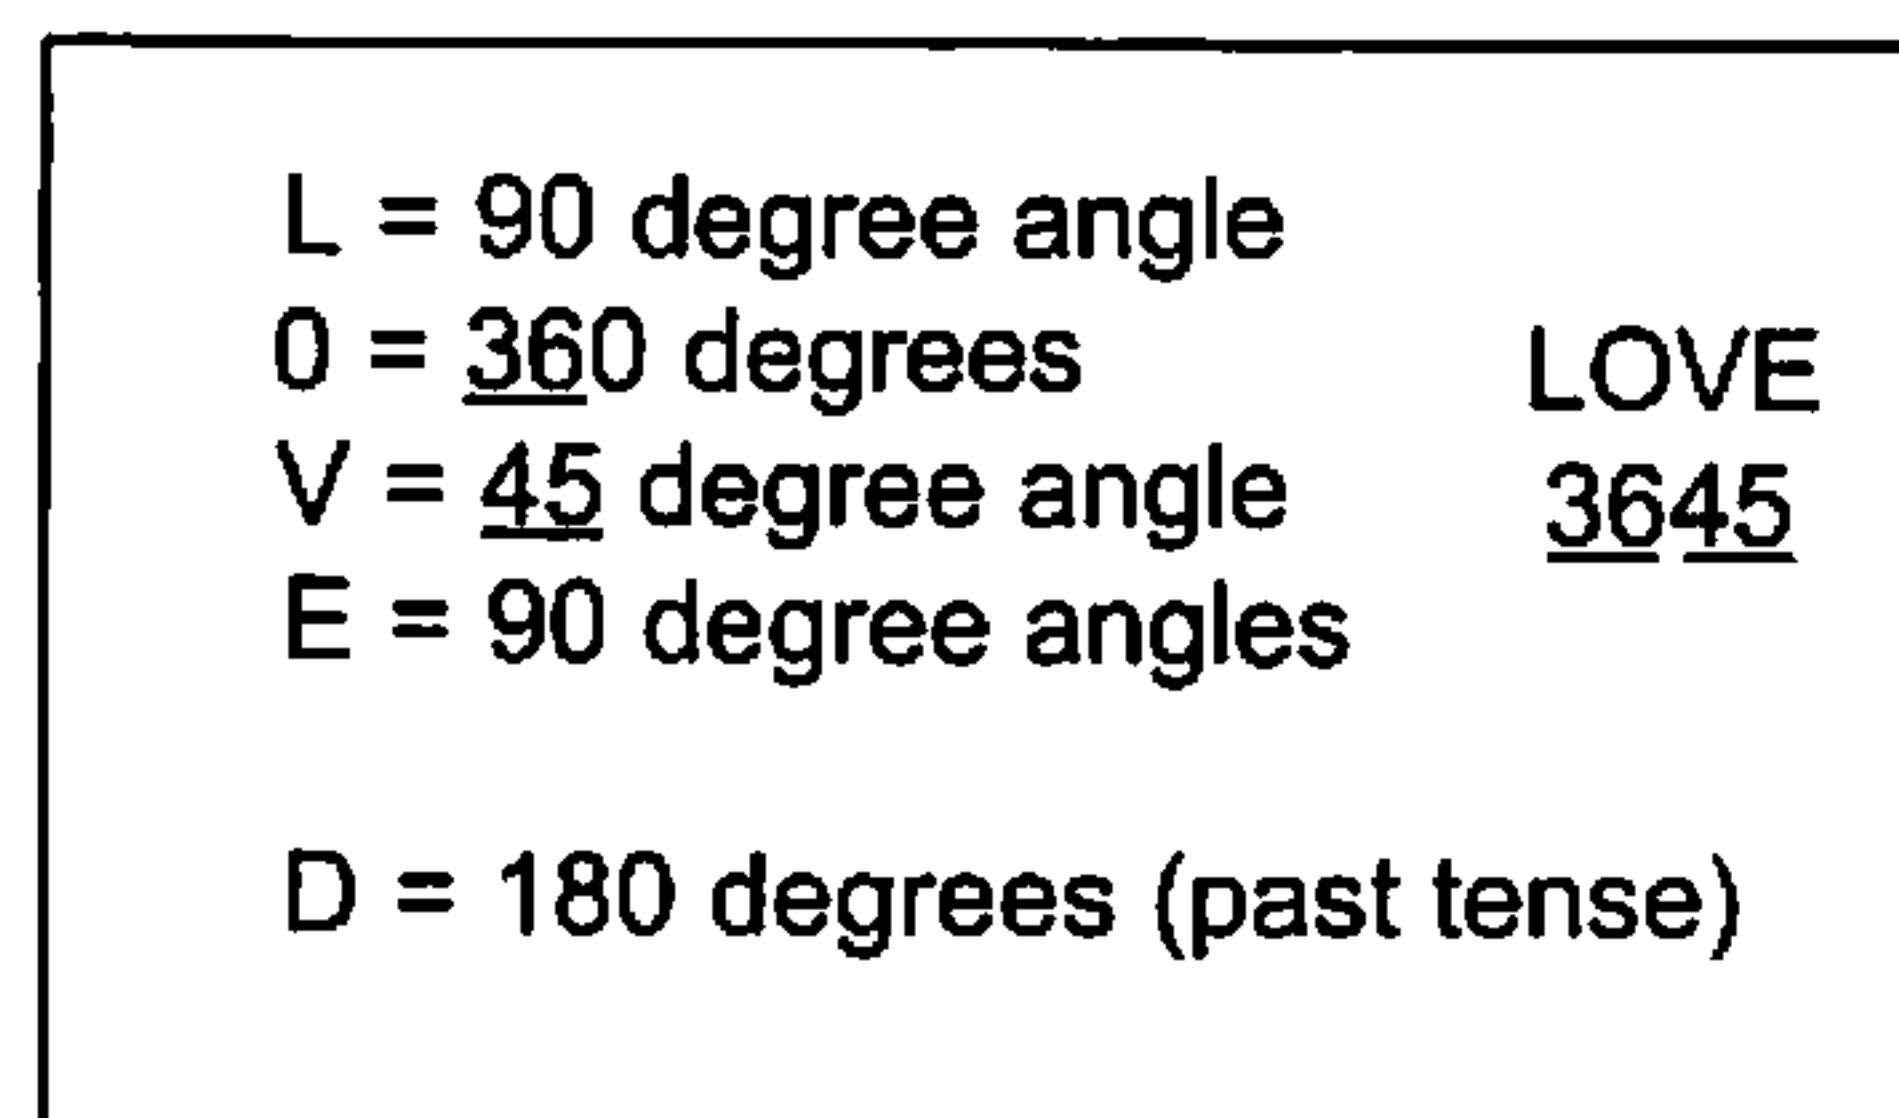 L = 90 degree angle
0 = 360 degrees
LOVE
V = 45 degree angle
3645
E = 90 degree angles
D = 180 degrees (past tense)